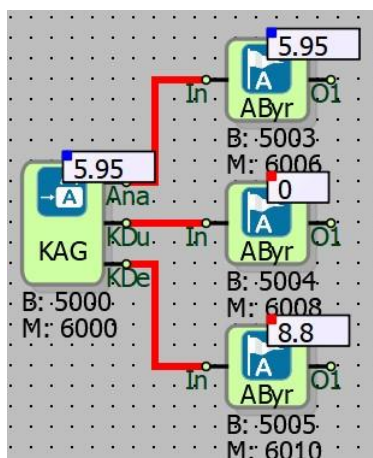 5.95
A
In
O1
AByr
B: 5003
M: 6006
5.95
A
Ana
KAG
KDu
KDe
B: 5000
M: 6000
0
A
In
O1
AByr
B: 5004
M: 6008
8.8
A
In
O1
AByr
B: 5005
M: 6010